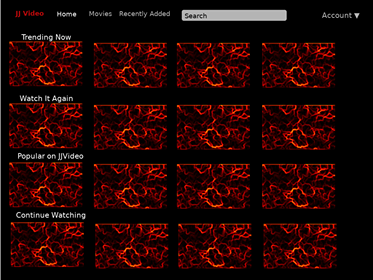 JJ Video Home Movies Recently Added Search Account ▼
Trending Now
Watch It Again
Popular on JJVideo
Continue Watching